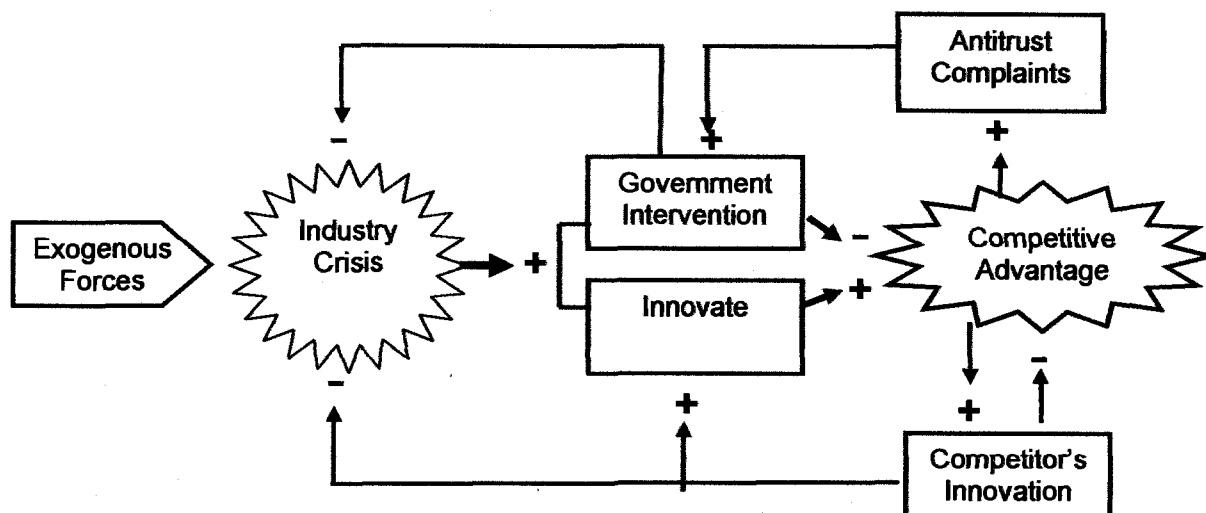 Antitrust
Complaints
-
+
+
Government
Intervention
Industry
Crisis
Exogenous
Forces
+
-
+
Competitive
Advantage
Innovate
-
+
+
-
Competitor's
Innovation